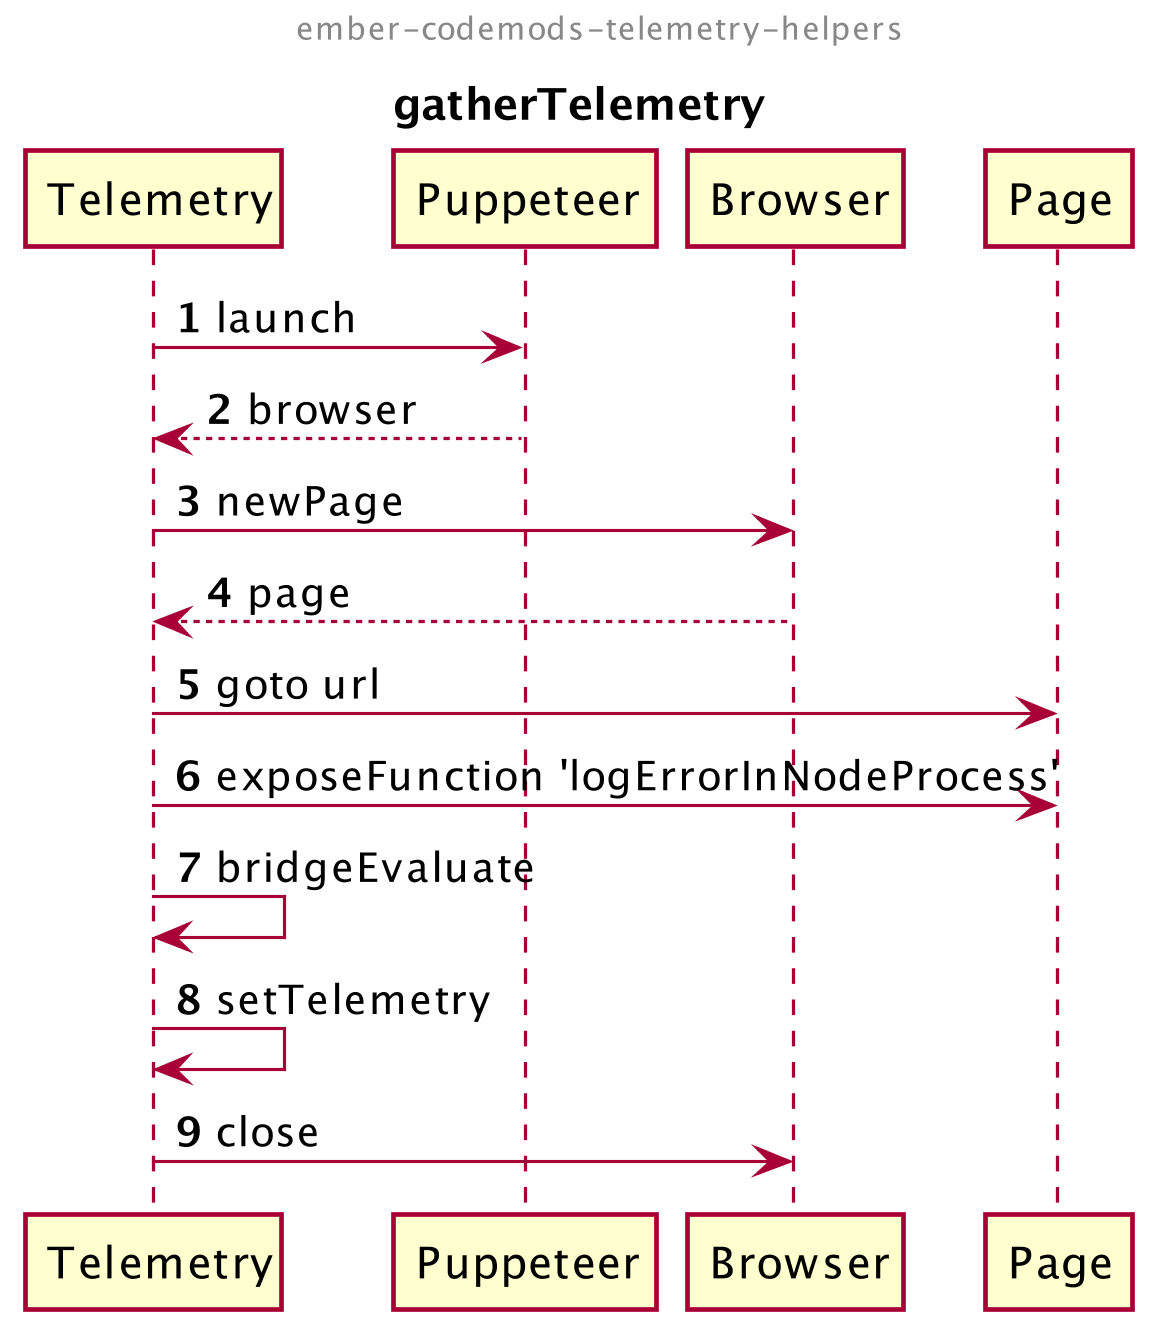 ember-codemods-telemetry-helpers
gatherTelemetry
Telemetry Puppeteer Browser Page
1 launch
2 browser
3 newPage
4 page
5 goto url
6 exposeFunction 'logErrorInNodeProcess'
7 bridgeEvaluate
8 setTelemetry
9 close
Telemetry Puppeteer Browser Page